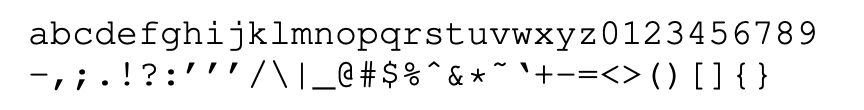 abcdefghijklmnopqrstuvwxyz0123456789
-,;.!?:’’’/\|_@#$%ˆ&*˜‘+-=<>()[]{}